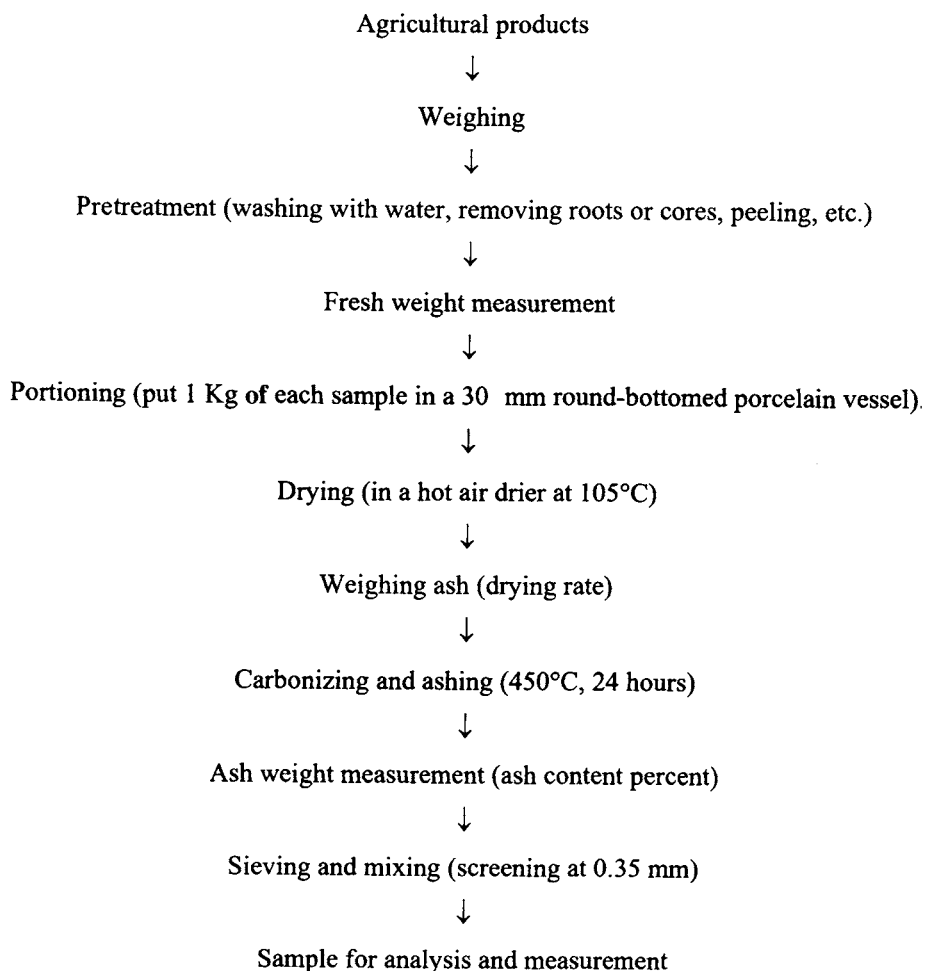 Agricultural products
↓
Weighing
↓
Pretreatment (washing with water, removing roots or cores, peeling, etc.)
↓
Fresh weight measurement
↓
Portioning (put 1 Kg of each sample in a 30 mm round-bottomed porcelain vessel).
↓
Drying (in a hot air drier at 105°C)
↓
Weighing ash (drying rate)
↓
Carbonizing and ashing (450°C, 24 hours)
↓
Ash weight measurement (ash content percent)
↓
Sieving and mixing (screening at 0.35 mm)
↓
Sample for analysis and measurement